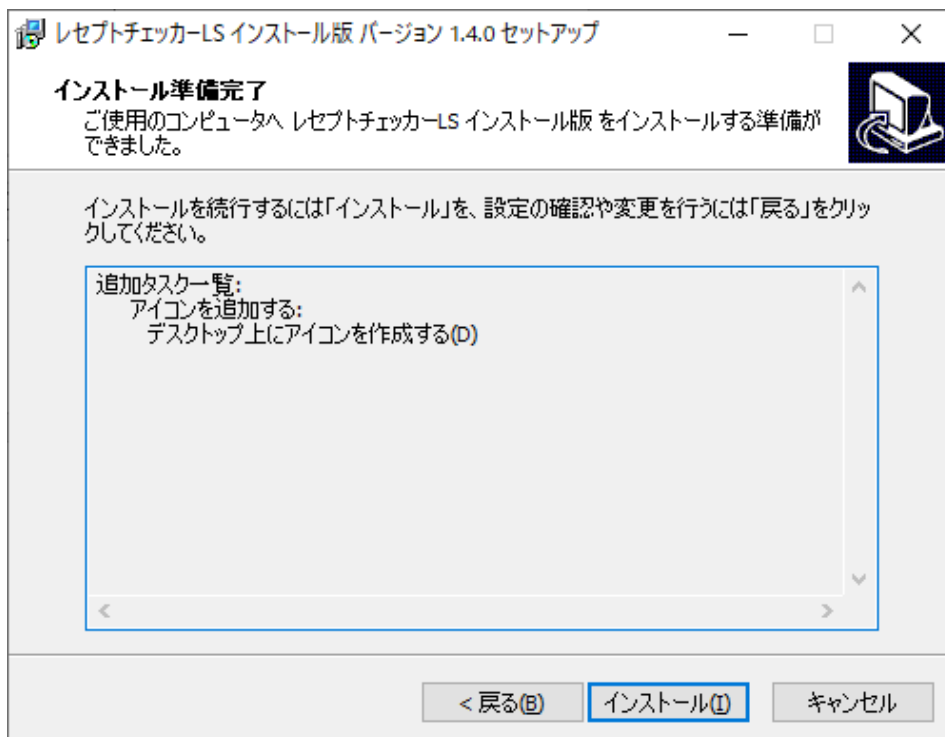 レセプトチェッカーLS インストール版 バージョン 1.4.0 セットアップ
インストール準備完了
ご使用のコンピュータへ レセプトチェッカーLS インストール版 をインストールする準備が
できました。
インストールを続行するには「インストール」を、設定の確認や変更を行うには「戻る」をクリッ
クしてください。
追加タスク一覧:
アイコンを追加する:
デスクトップ上にアイコンを作成する(D)
< 戻る(B)
インストール(I)
キャンセル